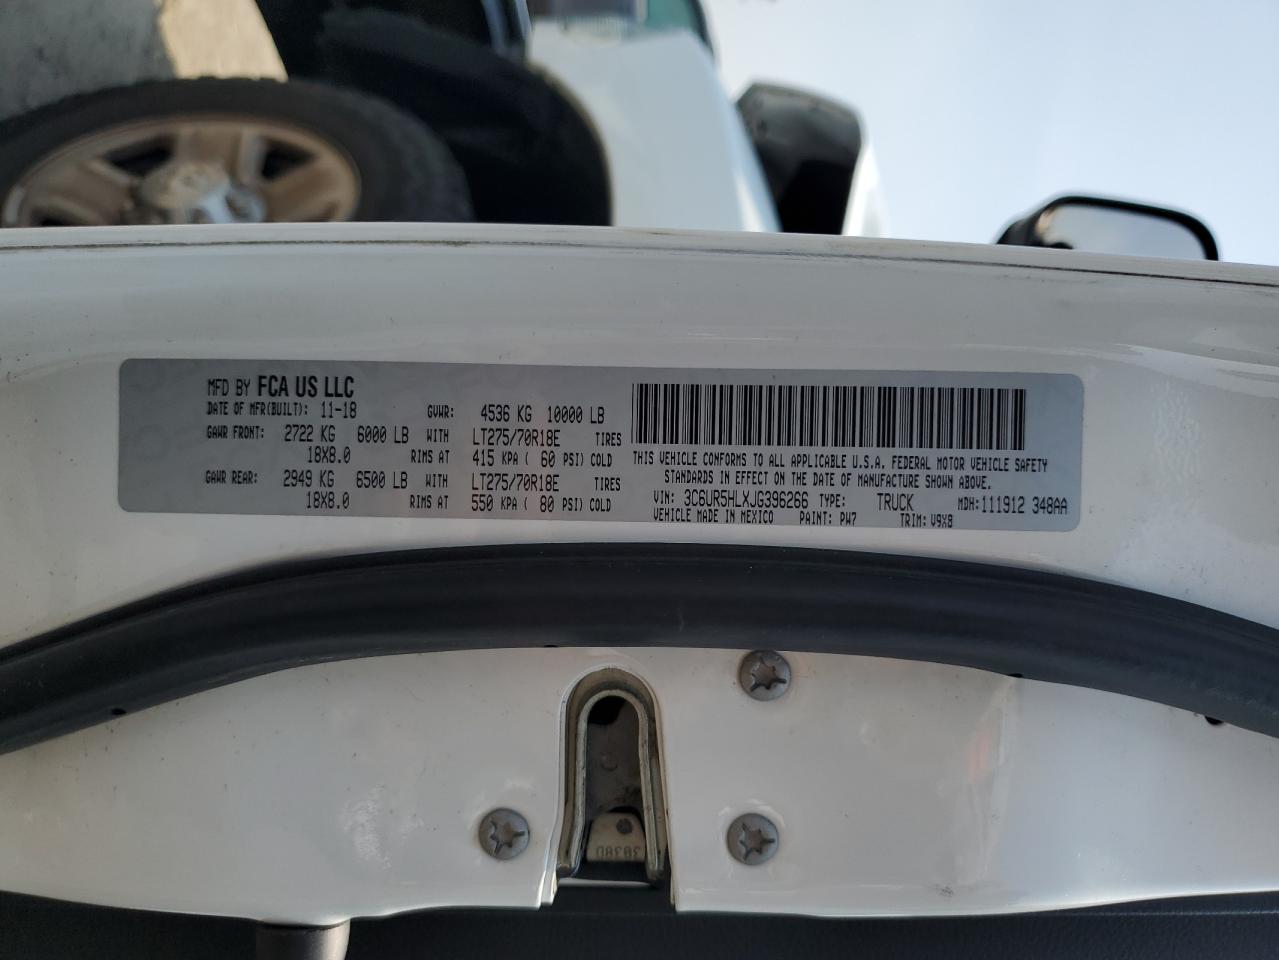 MFD BY FCA US LLC
DATE OF MFR(BUILT): 11-18 GVWR: 4536 KG 10000 LB
GAWR FRONT: 2722 KG 6000 LB WITH LT275/70R18E TIRES
18X8.0 RIMS AT 415 KPA ( 60 PSI) COLD
GAWR REAR: 2949 KG 6500 LB WITH LT275/70R18E TIRES
18X8.0 RIMS AT 550 KPA ( 80 PSI) COLD
THIS VEHICLE CONFORMS TO ALL APPLICABLE U.S.A. FEDERAL MOTOR VEHICLE SAFETY
STANDARDS IN EFFECT ON THE DATE OF MANUFACTURE SHOWN ABOVE.
VIN: 3C6UR5HLXJG396266 TYPE: TRUCK MDH: 111912 348AA
VEHICLE MADE IN MEXICO PAINT: PW7 TRIM: V9X8